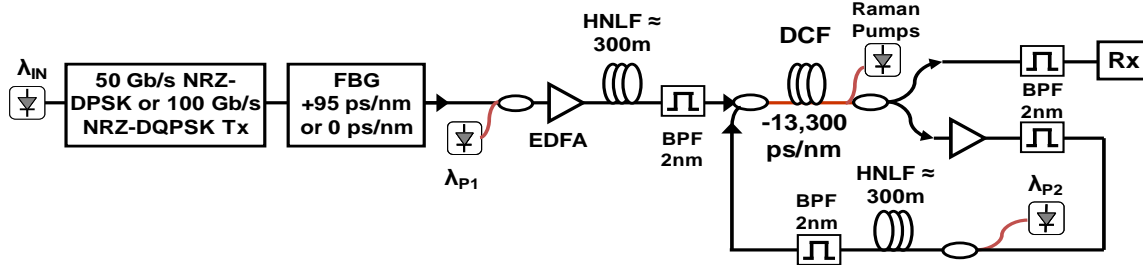 λIN
50 Gb/s NRZ-
DPSK or 100 Gb/s
NRZ-DQPSK Tx
FBG
+95 ps/nm
or 0 ps/nm
λP1
EDFA
HNLF ≈
300m
BPF
2nm
DCF
-13,300
ps/nm
Raman
Pumps
BPF
2nm
Rx
HNLF ≈
300m
λP2
BPF
2nm